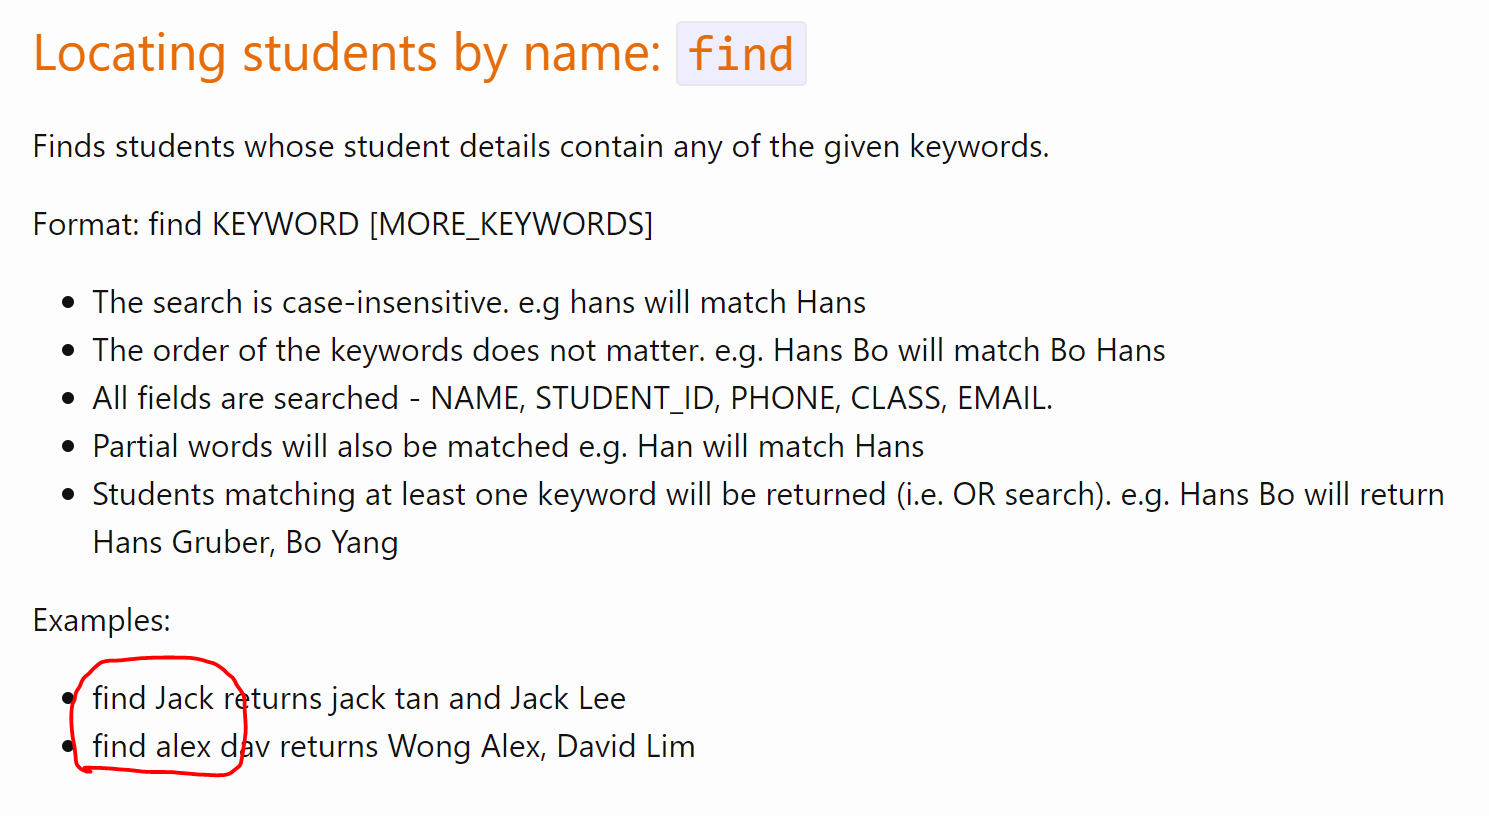 Locating students by name: find
Finds students whose student details contain any of the given keywords.
Format: find KEYWORD [MORE_KEYWORDS]
The search is case-insensitive. e.g hans will match Hans
The order of the keywords does not matter. e.g. Hans Bo will match Bo Hans
All fields are searched - NAME, STUDENT_ID, PHONE, CLASS, EMAIL.
Partial words will also be matched e.g. Han will match Hans
Students matching at least one keyword will be returned (i.e. OR search). e.g. Hans Bo will return
Hans Gruber, Bo Yang
Examples:
find Jack returns jack tan and Jack Lee
find alex dav returns Wong Alex, David Lim